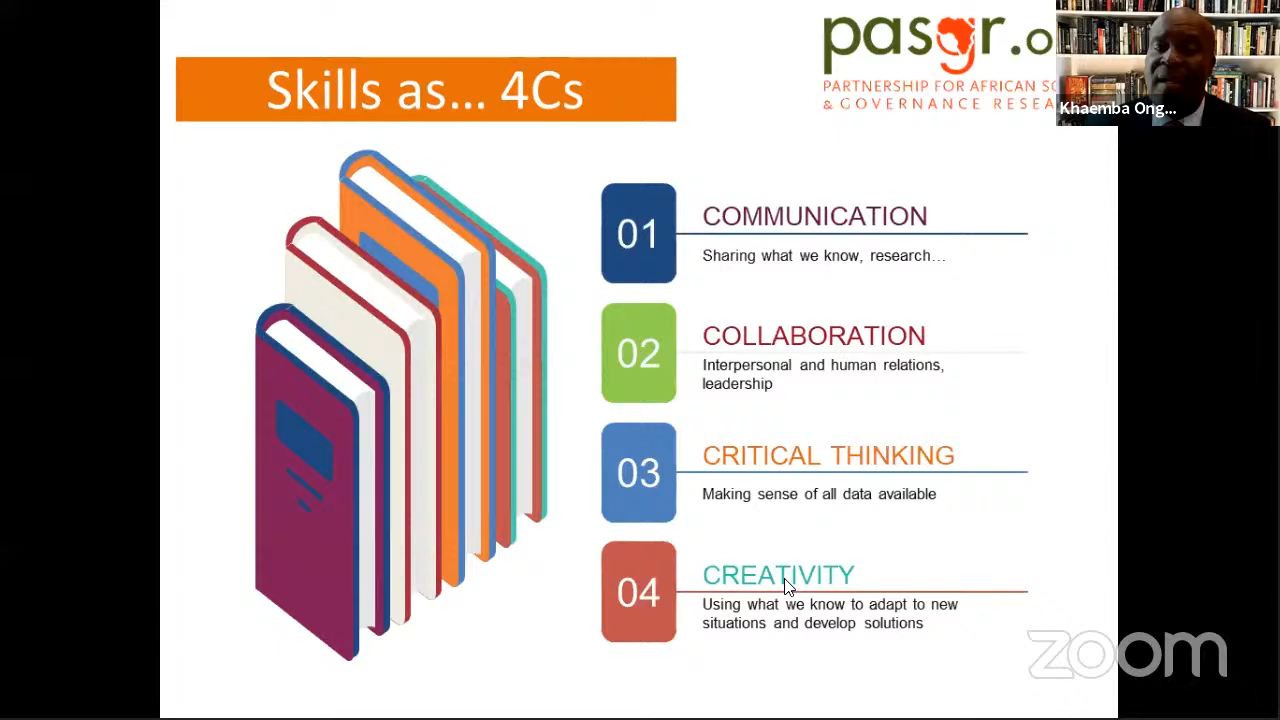 Skills as... 4Cs
pasgr.o
PARTNERSHIP FOR AFRICAN SO
& GOVERNANCE RESEA
Khaemba Ong...
01
COMMUNICATION
Sharing what we know, research...
02
COLLABORATION
Interpersonal and human relations,
leadership
03
CRITICAL THINKING
Making sense of all data available
04
CREATIVITY
Using what we know to adapt to new
situations and develop solutions
zoom